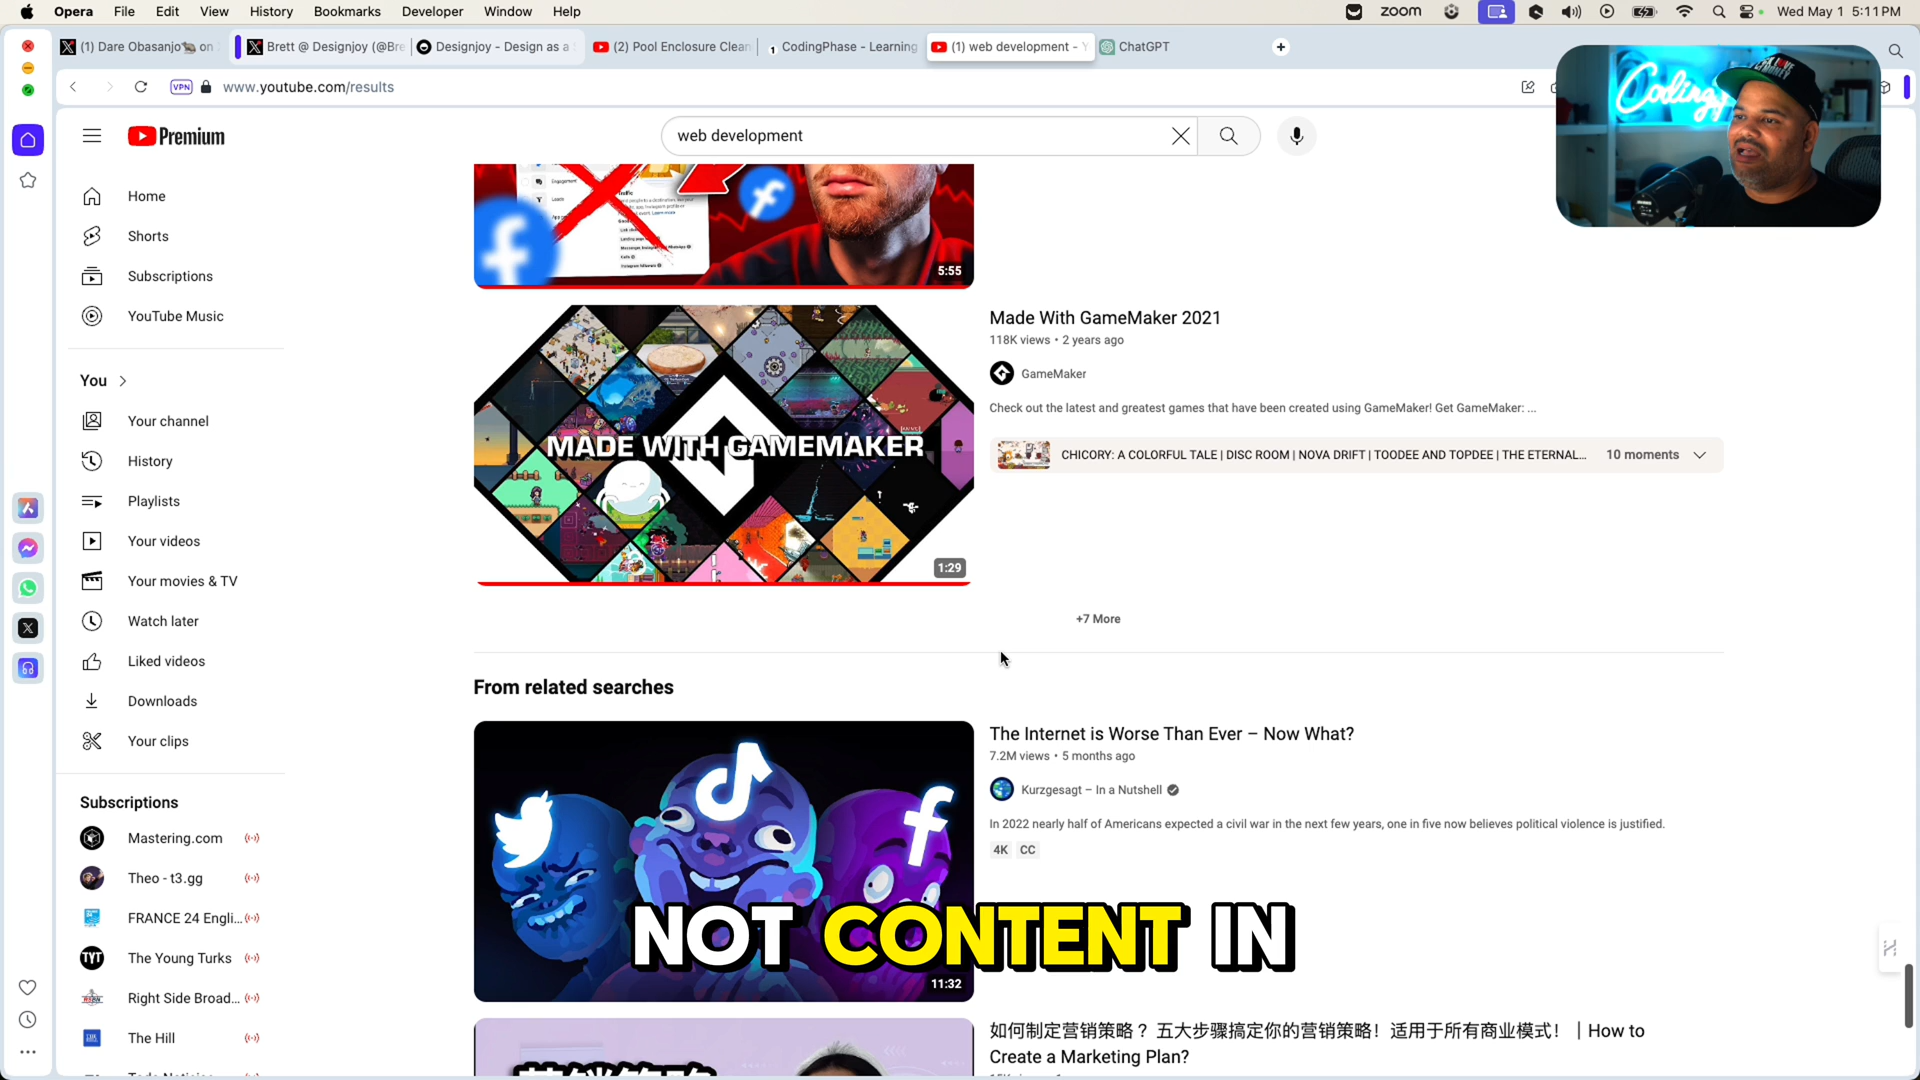 Opera File Edit View History Bookmarks Developer Window Help
zoom Wed May 1 5:11 PM
(1) Dare Obasanjo🐀 on
Brett @ Designjoy (@Bre
Designjoy - Design as a
(2) Pool Enclosure Clean
CodingPhase - Learning
(1) web development - Y
ChatGPT
VPN www.youtube.com/results
Premium
web development
Home
Shorts
Subscriptions
YouTube Music
You
Your channel
History
Playlists
Your videos
Your movies & TV
Watch later
Liked videos
Downloads
Your clips
Subscriptions
Mastering.com
Theo - t3.gg
FRANCE 24 Engli...
The Young Turks
Right Side Broad...
The Hill
TYT
Engagement
Leads
Traffic
5:55
MADE WITH GAMEMAKER
1:29
Made With GameMaker 2021
118K views • 2 years ago
GameMaker
Check out the latest and greatest games that have been created using GameMaker! Get GameMaker: ...
CHICORY: A COLORFUL TALE | DISC ROOM | NOVA DRIFT | TOODEE AND TOPDEE | THE ETERNAL...
10 moments
+7 More
From related searches
The Internet is Worse Than Ever – Now What?
7.2M views • 5 months ago
Kurzgesagt – In a Nutshell
In 2022 nearly half of Americans expected a civil war in the next few years, one in five now believes political violence is justified.
4K CC
11:32
NOT CONTENT IN
如何制定营销策略？ 五大步骤搞定你的营销策略！适用于所有商业模式！ ｜How to
Create a Marketing Plan?
Coding